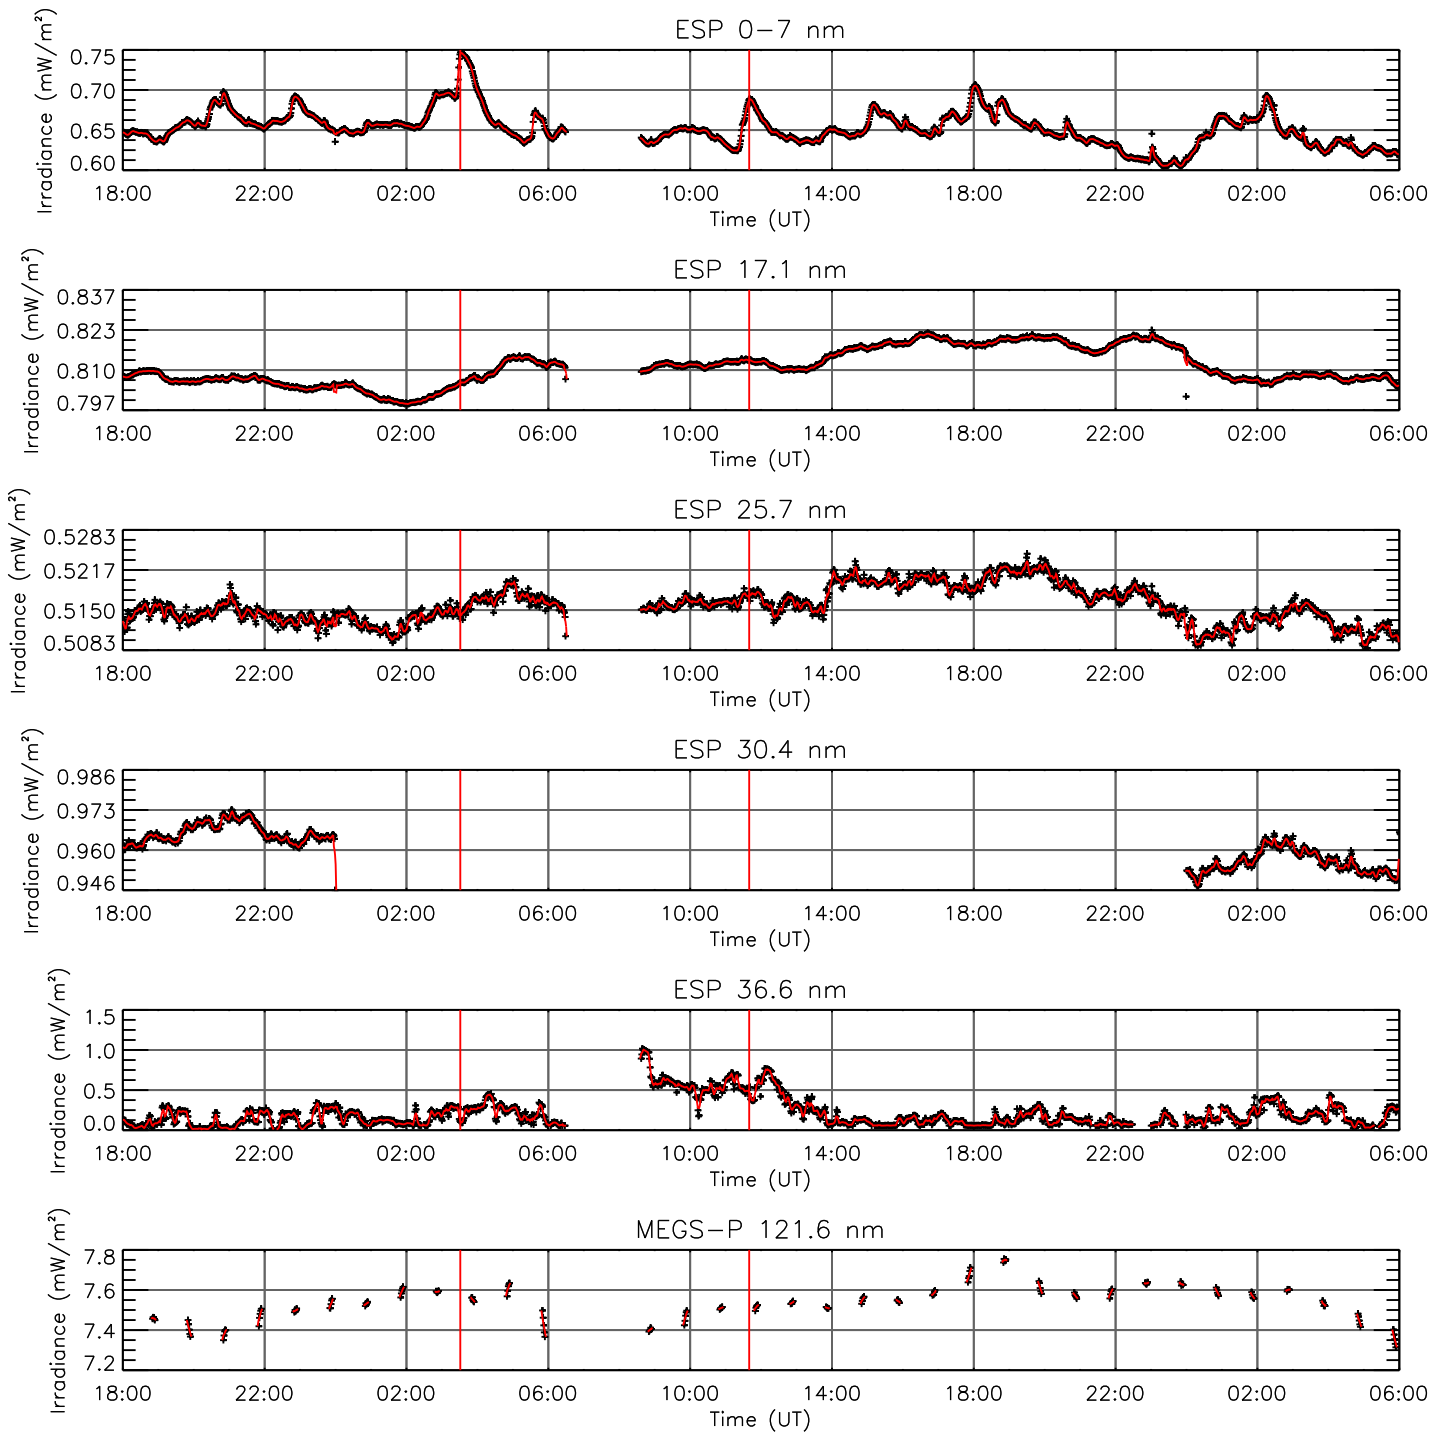 ESP 0-7 nm
Irradiance (mW/m²)
0.75
0.70
0.65
0.60
18:00 22:00 02:00 06:00 10:00 14:00 18:00 22:00 02:00 06:00
Time (UT)
ESP 17.1 nm
Irradiance (mW/m²)
0.837
0.823
0.810
0.797
18:00 22:00 02:00 06:00 10:00 14:00 18:00 22:00 02:00 06:00
Time (UT)
ESP 25.7 nm
Irradiance (mW/m²)
0.5283
0.5217
0.5150
0.5083
18:00 22:00 02:00 06:00 10:00 14:00 18:00 22:00 02:00 06:00
Time (UT)
ESP 30.4 nm
Irradiance (mW/m²)
0.986
0.973
0.960
0.946
18:00 22:00 02:00 06:00 10:00 14:00 18:00 22:00 02:00 06:00
Time (UT)
ESP 36.6 nm
Irradiance (mW/m²)
1.5
1.0
0.5
0.0
18:00 22:00 02:00 06:00 10:00 14:00 18:00 22:00 02:00 06:00
Time (UT)
MEGS-P 121.6 nm
Irradiance (mW/m²)
7.8
7.6
7.4
7.2
18:00 22:00 02:00 06:00 10:00 14:00 18:00 22:00 02:00 06:00
Time (UT)